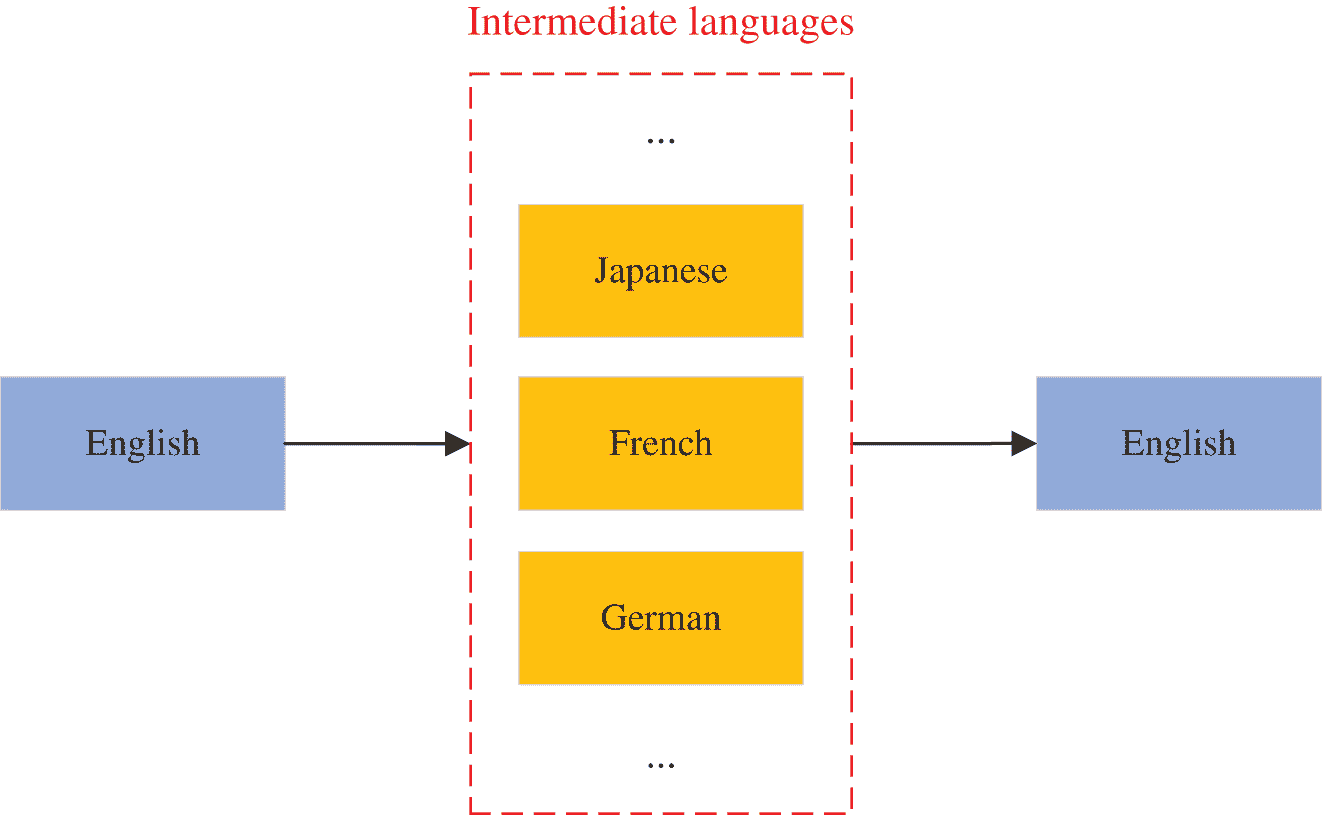 Intermediate languages
...
Japanese
English
French
English
German
...